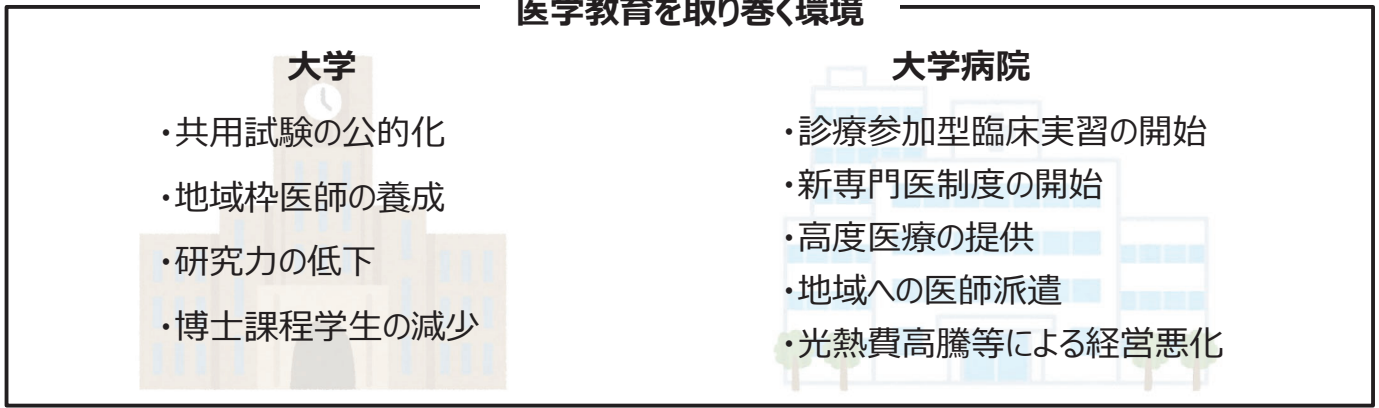 医学教育を取り巻く環境
大学
・共用試験の公的化
・地域枠医師の養成
・研究力の低下
・博士課程学生の減少
大学病院
・診療参加型臨床実習の開始
・新専門医制度の開始
・高度医療の提供
・地域への医師派遣
・光熱費高騰等による経営悪化